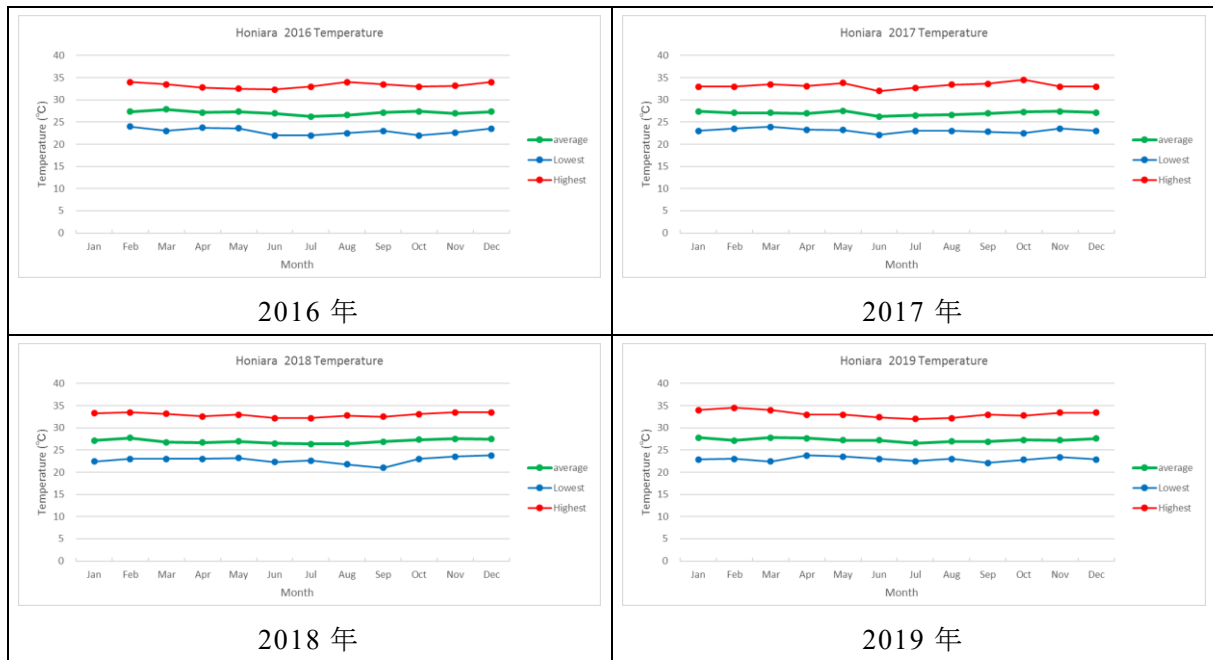 Honiara 2016 Temperature
40
35
30
25
20
15
10
5
0
Temperature (℃)
Jan Feb Mar Apr May Jun Jul Aug Sep Oct Nov Dec
Month
average
Lowest
Highest
2016 年
Honiara 2017 Temperature
40
35
30
25
20
15
10
5
0
Temperature (℃)
Jan Feb Mar Apr May Jun Jul Aug Sep Oct Nov Dec
Month
average
Lowest
Highest
2017 年
Honiara 2018 Temperature
40
35
30
25
20
15
10
5
0
Temperature (℃)
Jan Feb Mar Apr May Jun Jul Aug Sep Oct Nov Dec
Month
average
Lowest
Highest
2018 年
Honiara 2019 Temperature
40
35
30
25
20
15
10
5
0
Temperature (℃)
Jan Feb Mar Apr May Jun Jul Aug Sep Oct Nov Dec
Month
average
Lowest
Highest
2019 年